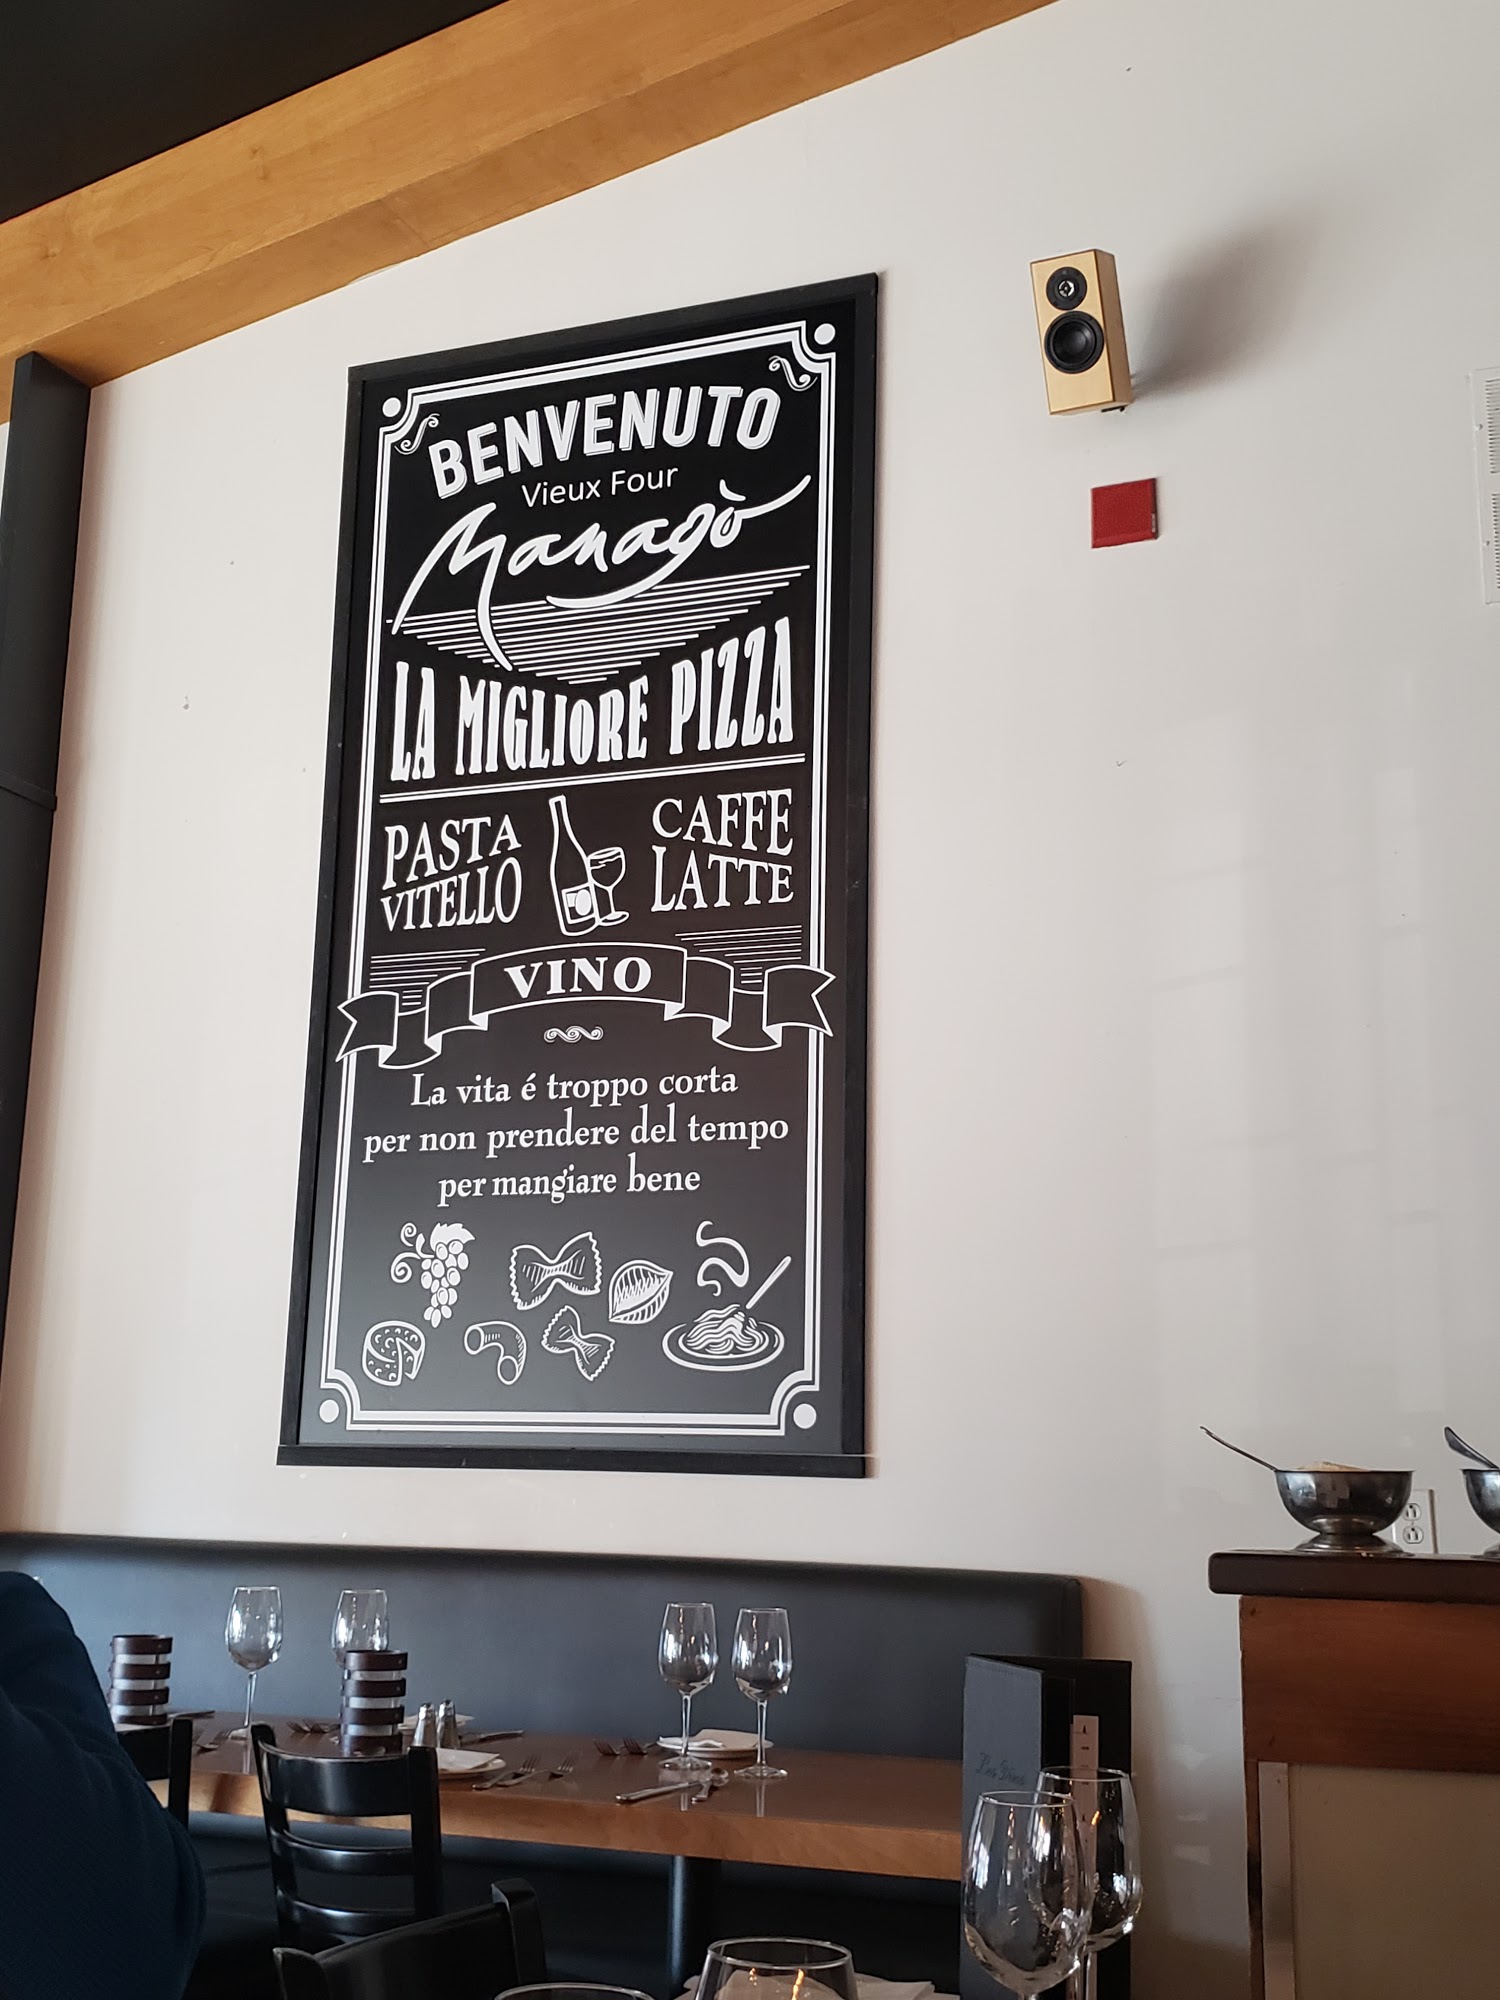 BENVENUTO
Vieux Four
Managò
LA MIGLIORE PIZZA
PASTA
VITELLO
CAFFE
LATTE
VINO
La vita é troppo corta
per non prendere del tempo
per mangiare bene